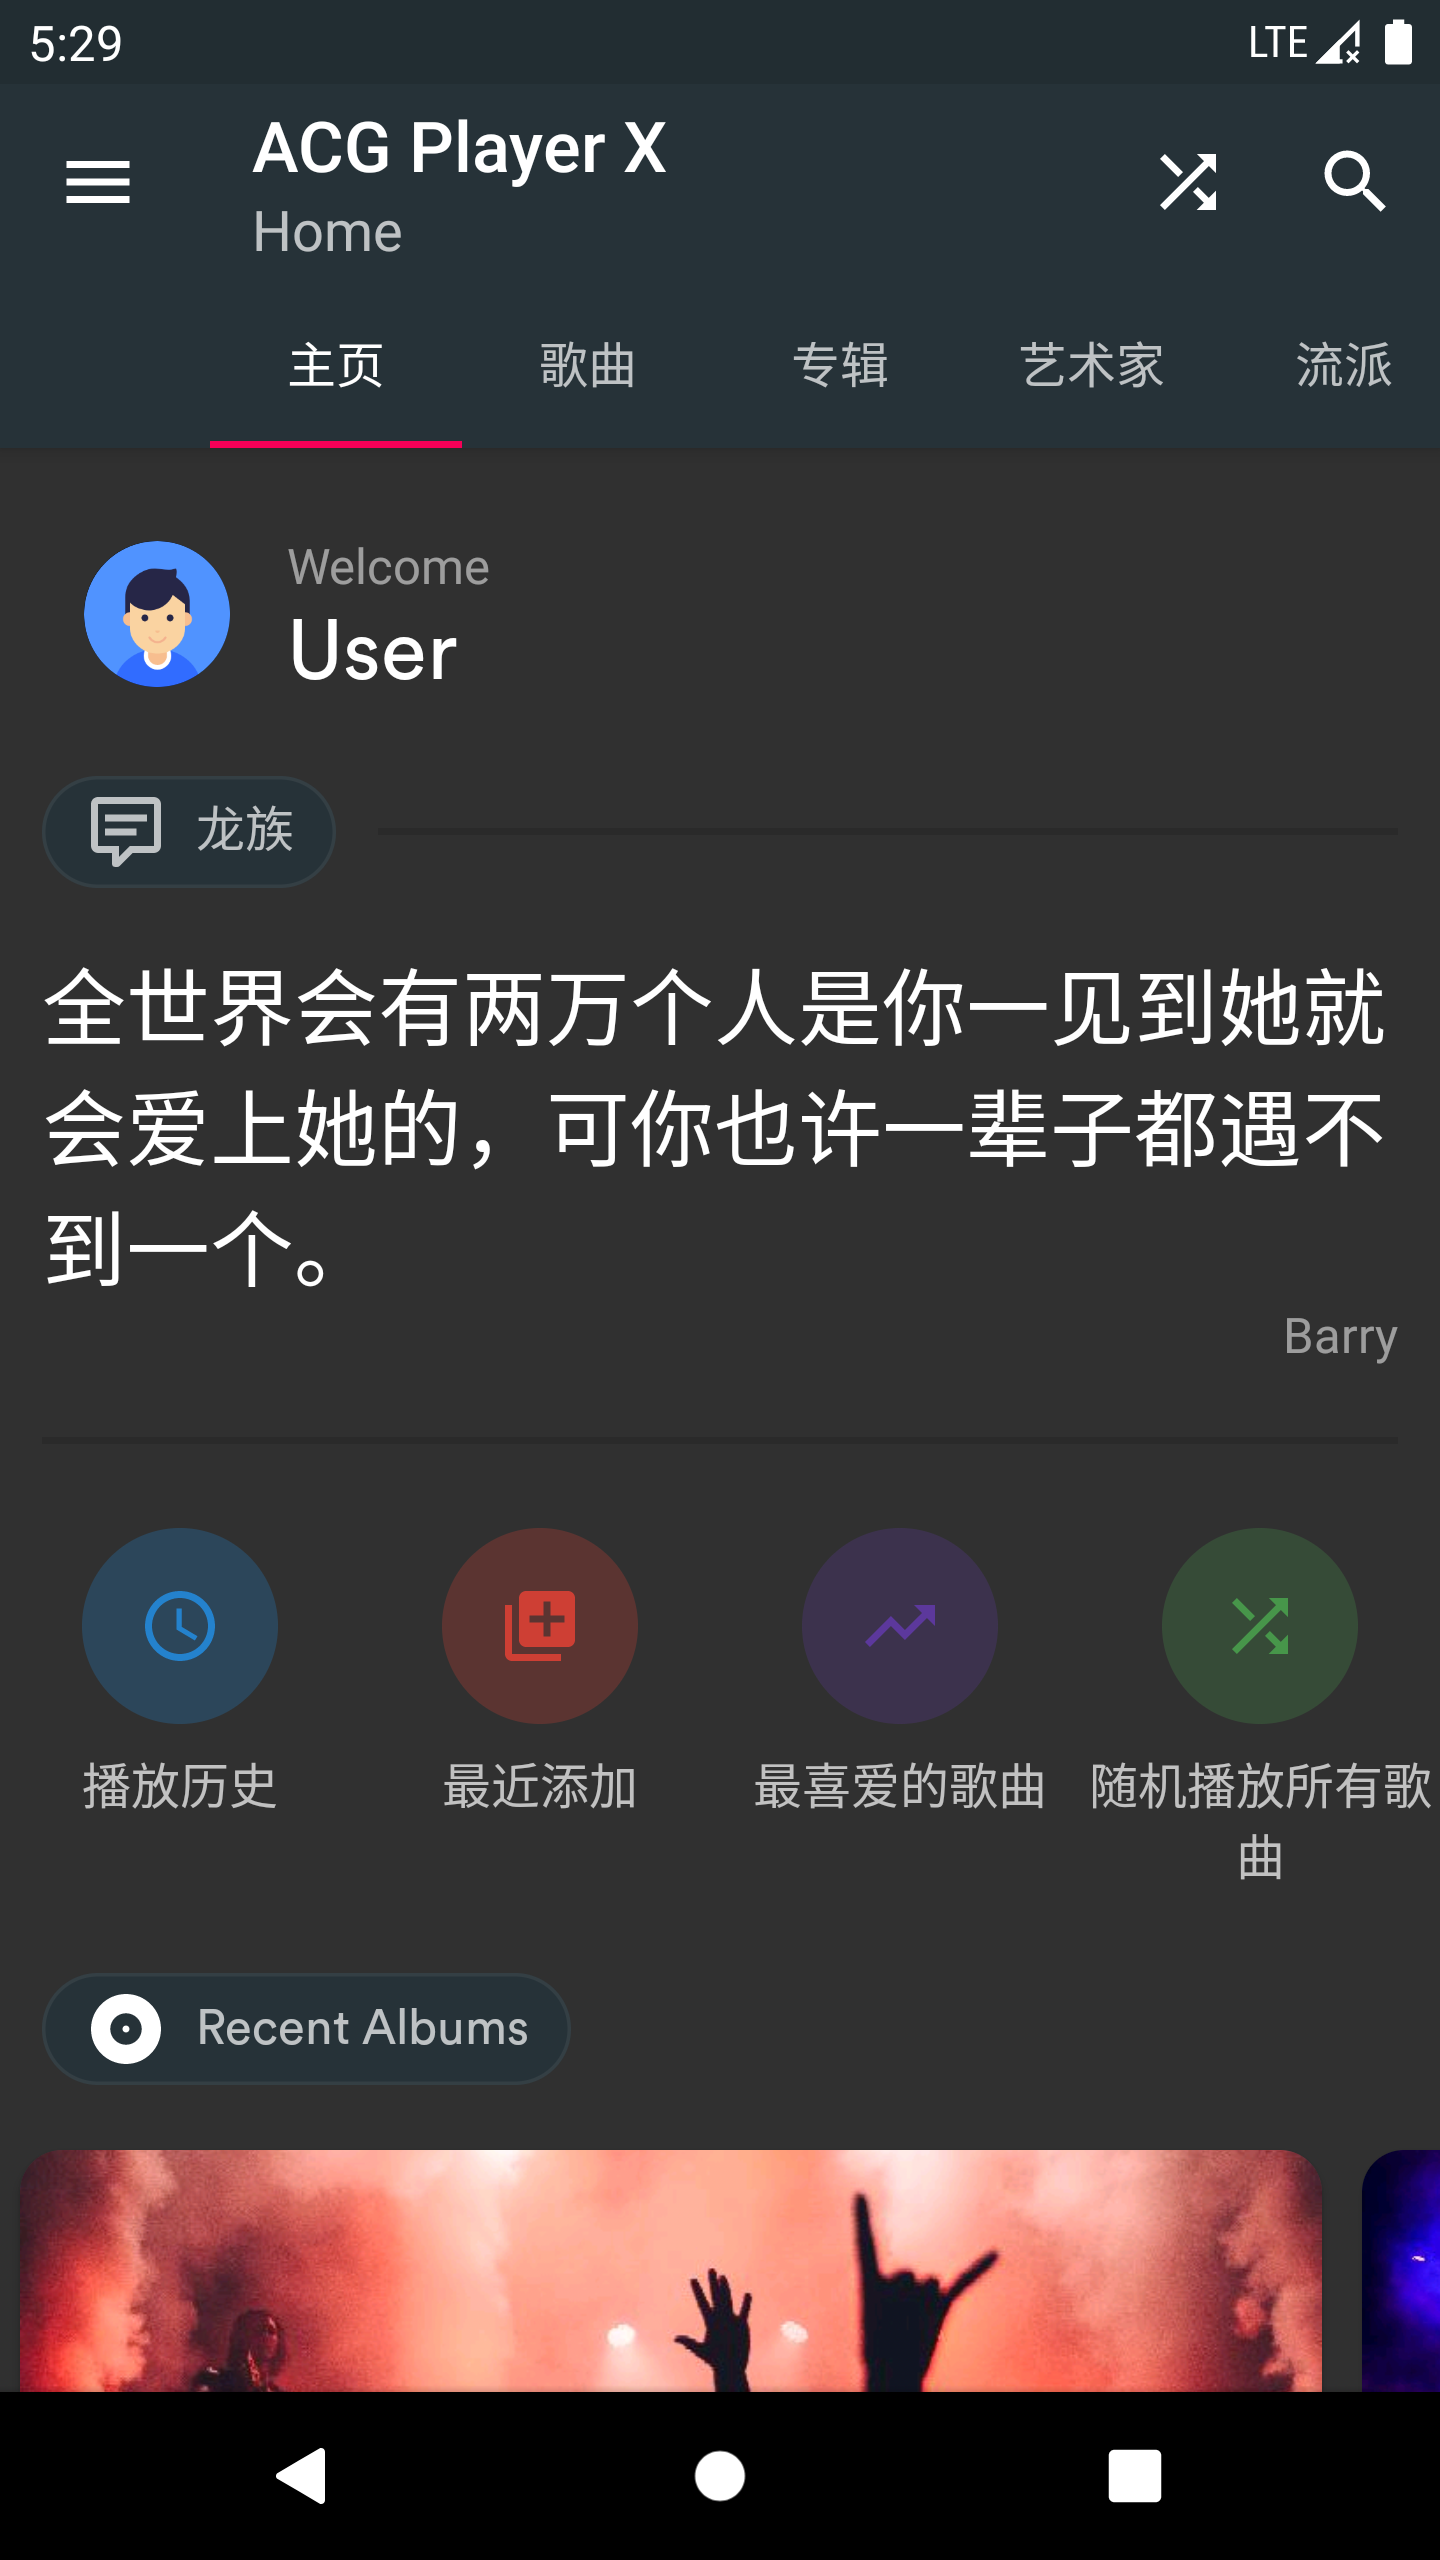 5:29
LTE
ACG Player X
Home
主页
歌曲
专辑
艺术家
流派
Welcome
User
龙族
全世界会有两万个人是你一见到她就
会爱上她的，可你也许一辈子都遇不
到一个。
Barry
播放历史
最近添加
最喜爱的歌曲
随机播放所有歌
曲
Recent Albums